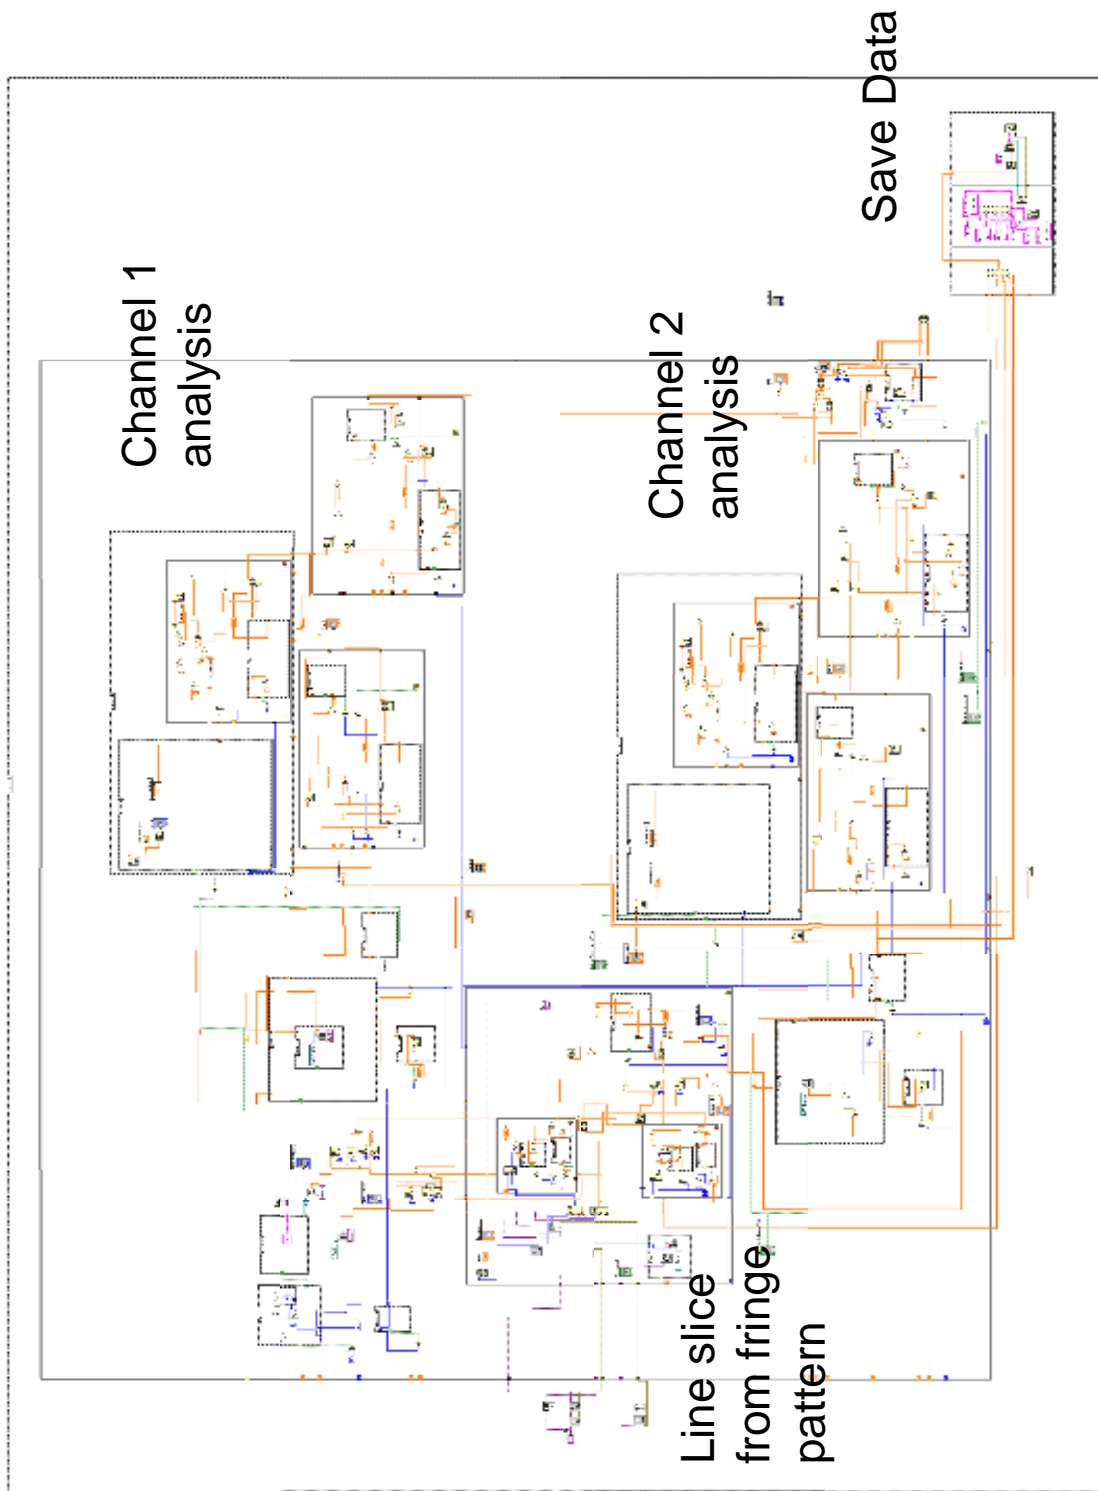 Channel 1
analysis
Channel 2
analysis
Save Data
Line slice
from fringe
pattern